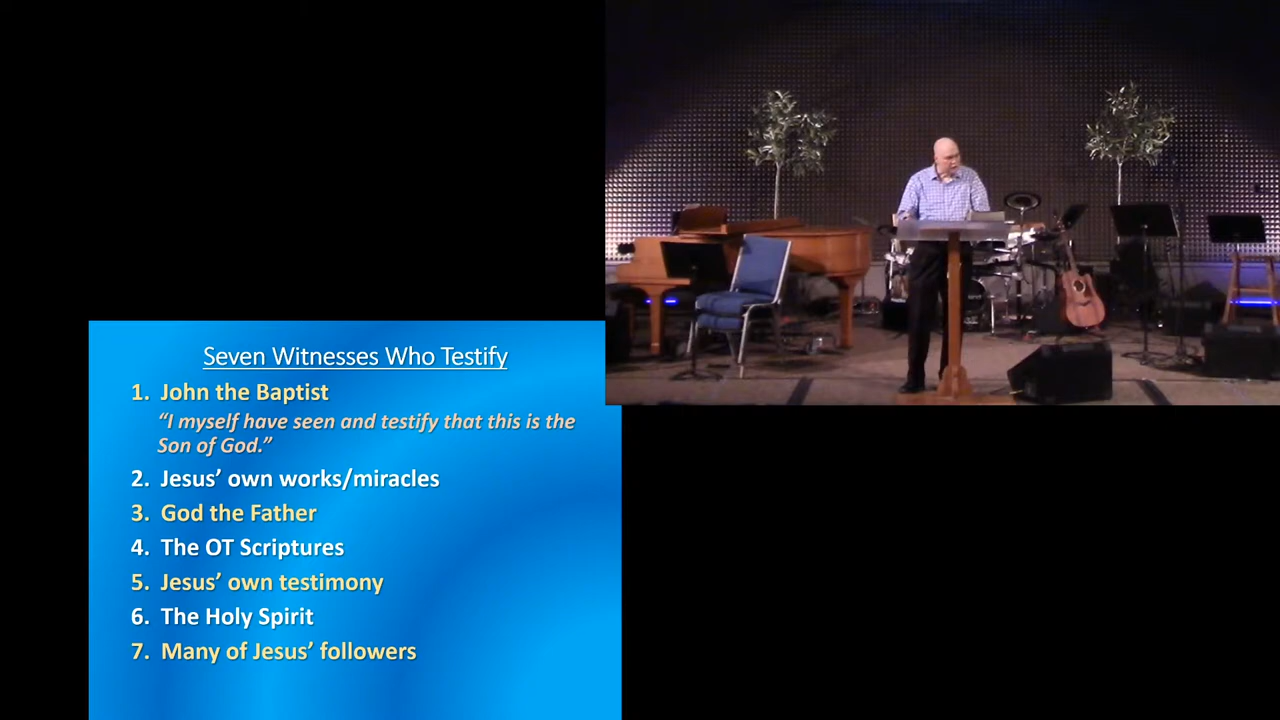 Seven Witnesses Who Testify
1. John the Baptist
“I myself have seen and testify that this is the
Son of God.”
2. Jesus’ own works/miracles
3. God the Father
4. The OT Scriptures
5. Jesus’ own testimony
6. The Holy Spirit
7. Many of Jesus’ followers